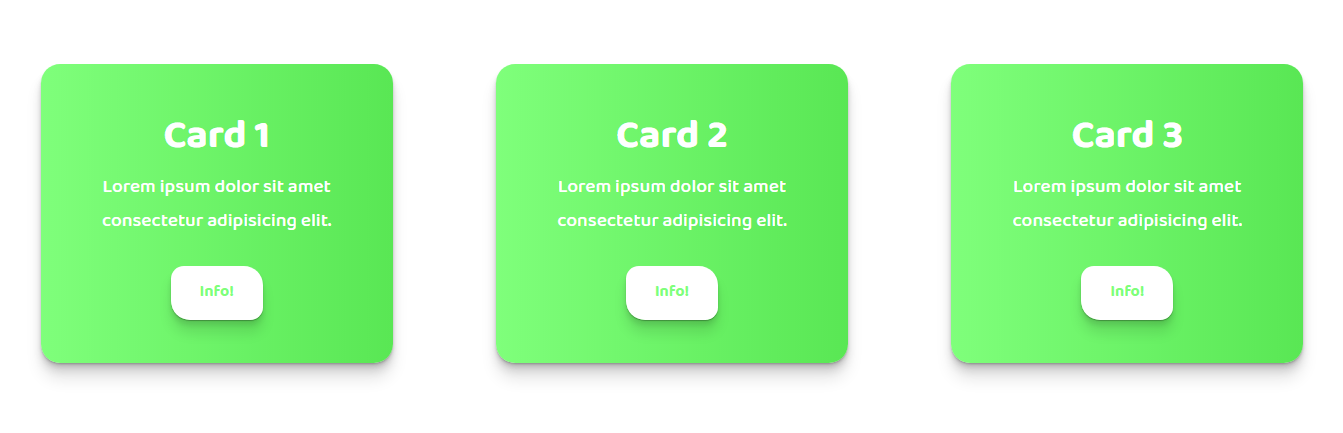 Card 1
Lorem ipsum dolor sit amet
consectetur adipisicing elit.
Info!
Card 2
Lorem ipsum dolor sit amet
consectetur adipisicing elit.
Info!
Card 3
Lorem ipsum dolor sit amet
consectetur adipisicing elit.
Info!